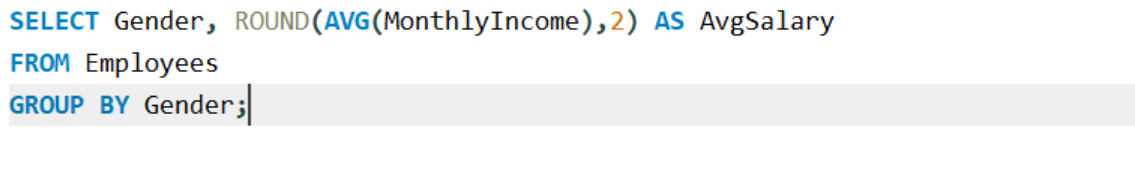 SELECT Gender, ROUND(AVG(MonthlyIncome),2) AS AvgSalary
FROM Employees
GROUP BY Gender;